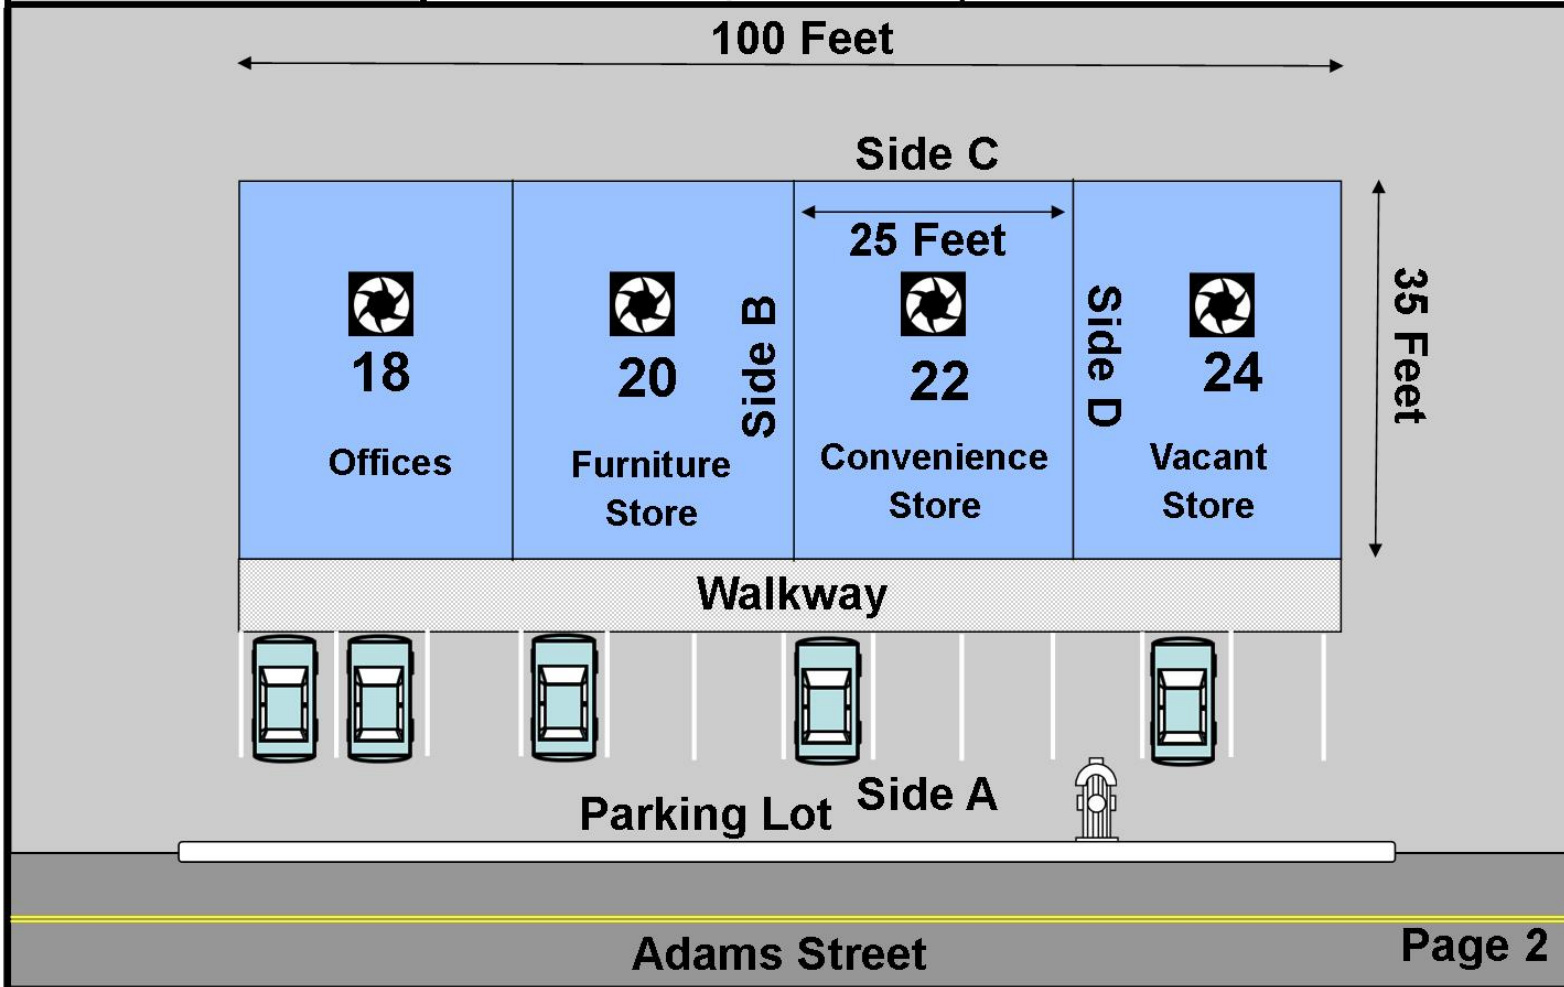 100 Feet
Side C
25 Feet
35 Feet
Side B
Side D
18
20
22
24
Offices
Furniture
Store
Convenience
Store
Vacant
Store
Walkway
Side A
Parking Lot
Adams Street
Page 2